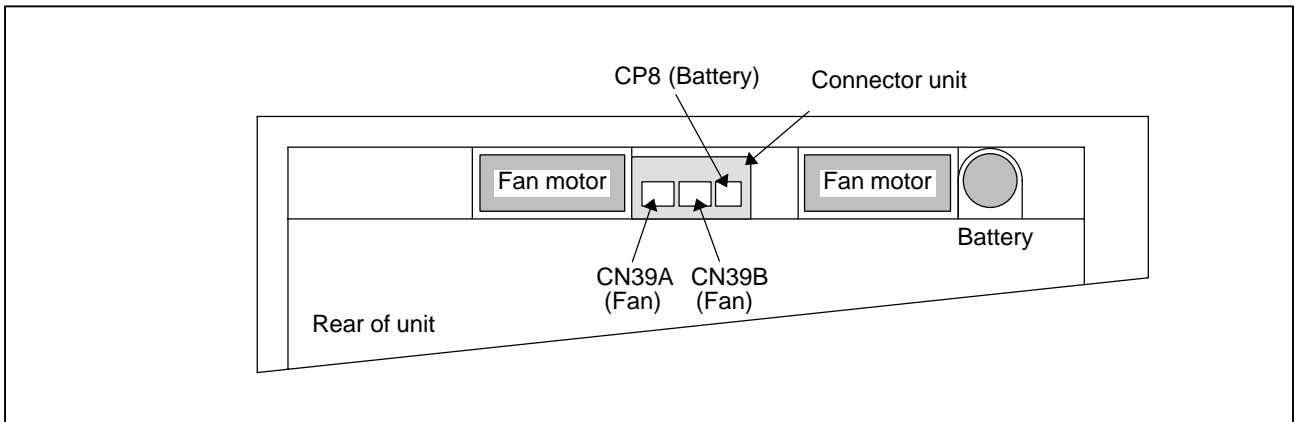 CP8 (Battery)
Connector unit
Fan motor
Fan motor
Battery
CN39A
(Fan)
CN39B
(Fan)
Rear of unit